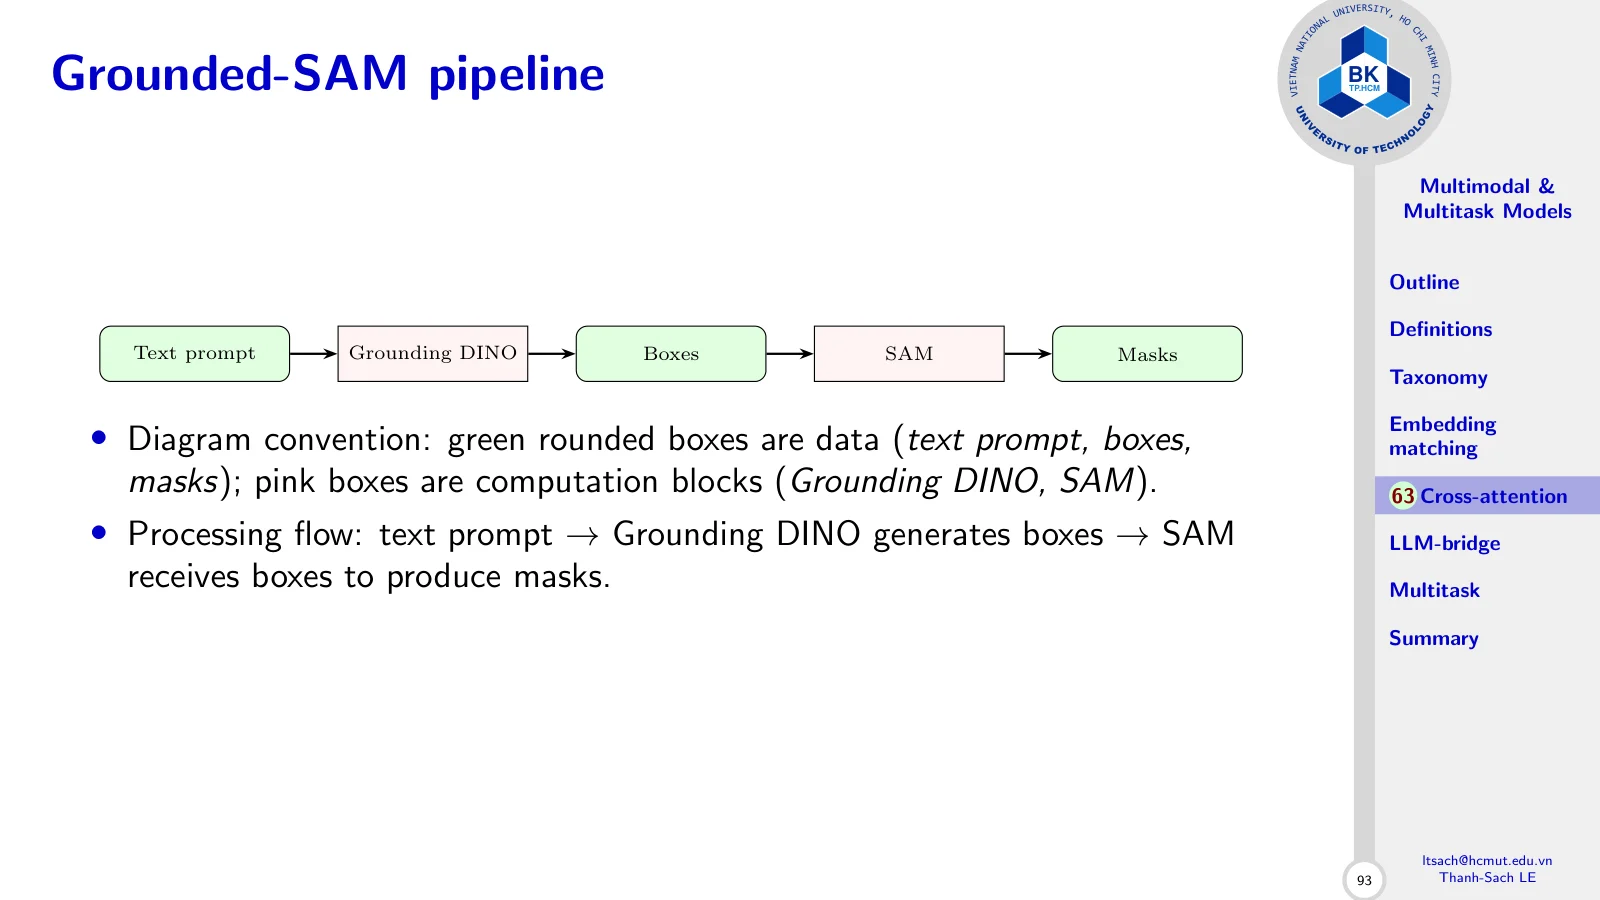 Grounded-SAM pipeline
Text prompt
Grounding DINO
Boxes
SAM
Masks
• Diagram convention: green rounded boxes are data (text prompt, boxes,
masks); pink boxes are computation blocks (Grounding DINO, SAM).
• Processing flow: text prompt → Grounding DINO generates boxes → SAM
receives boxes to produce masks.
VIETNAM NATIONAL UNIVERSITY, HO CHI MINH CITY
BK
TP.HCM
UNIVERSITY OF TECHNOLOGY
Multimodal &
Multitask Models
Outline
Definitions
Taxonomy
Embedding
matching
63 Cross-attention
LLM-bridge
Multitask
Summary
ltsach@hcmut.edu.vn
Thanh-Sach LE
93